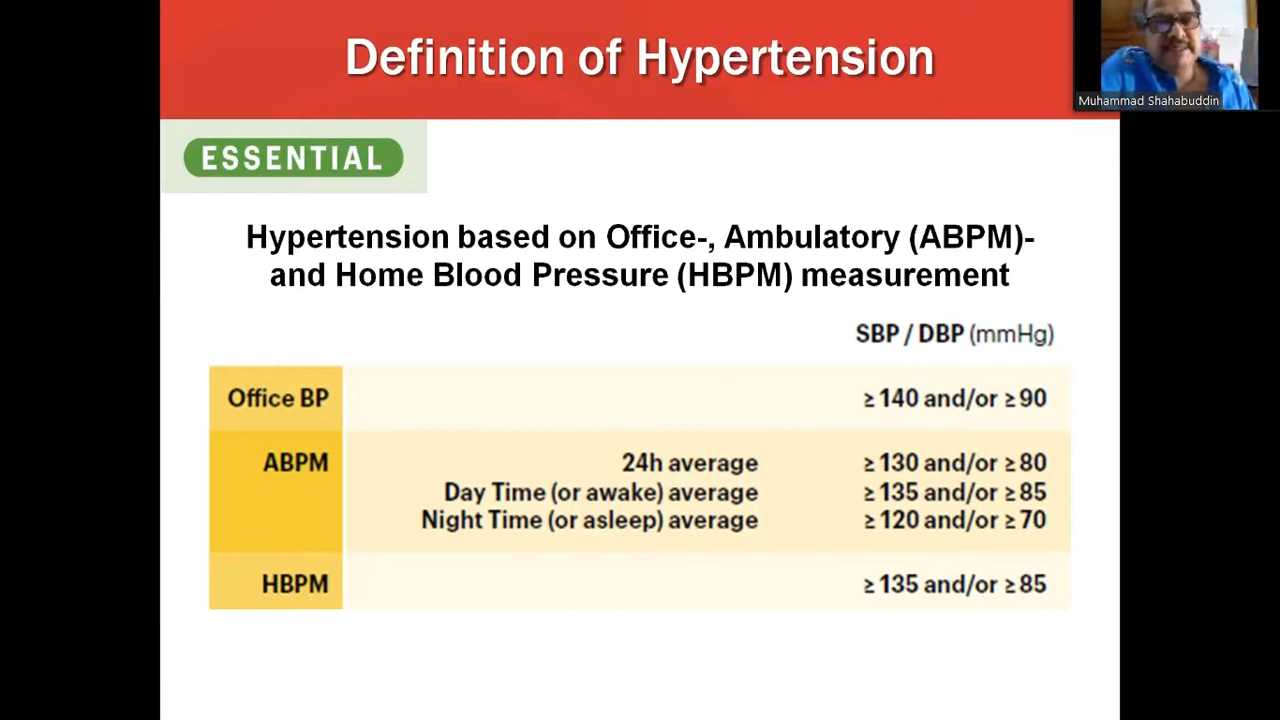 Definition of Hypertension
Muhammad Shahabuddin
ESSENTIAL
Hypertension based on Office-, Ambulatory (ABPM)-
and Home Blood Pressure (HBPM) measurement
SBP / DBP (mmHg)
Office BP ≥ 140 and/or ≥ 90
ABPM 24h average ≥ 130 and/or ≥ 80
Day Time (or awake) average ≥ 135 and/or ≥ 85
Night Time (or asleep) average ≥ 120 and/or ≥ 70
HBPM ≥ 135 and/or ≥ 85